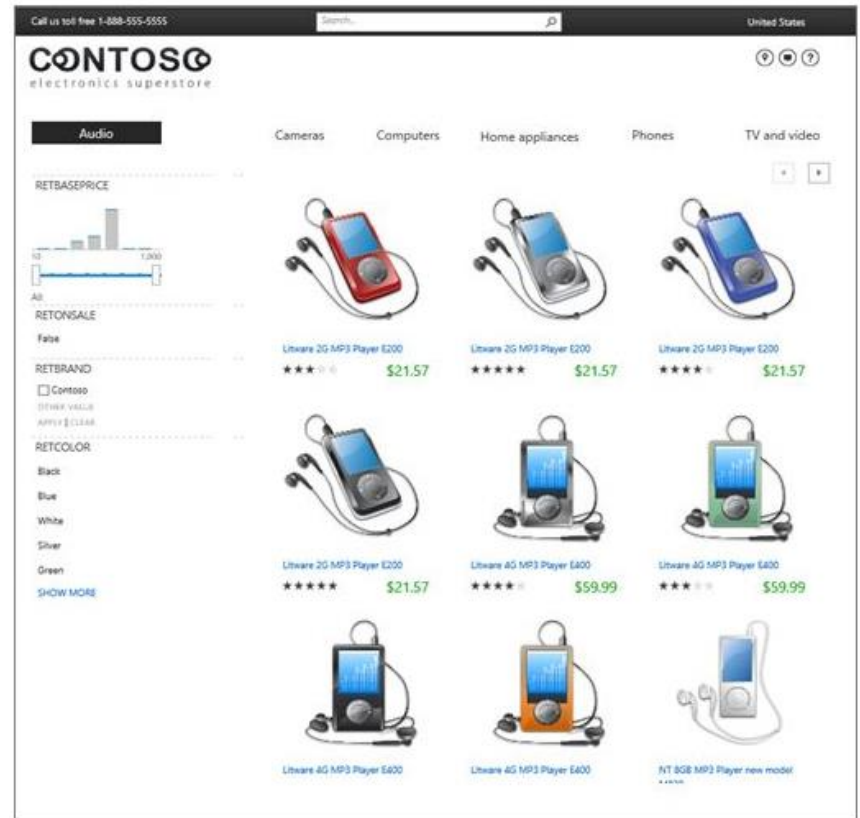 Call us toll free 1-888-555-5555
Search...
United States
CONTOSO
electronics superstore
Audio
Cameras
Computers
Home appliances
Phones
TV and video
RETBASEPRICE
10 1,000
All
RETONSALE
False
RETBRAND
Contoso
OTHER VALUE
APPLY | CLEAR
RETCOLOR
Black
Blue
White
Silver
Green
SHOW MORE
Litware 2G MP3 Player E200
$21.57
Litware 2G MP3 Player E200
$21.57
Litware 2G MP3 Player E200
$21.57
Litware 2G MP3 Player E200
$21.57
Litware 4G MP3 Player E400
$59.99
Litware 4G MP3 Player E400
$59.99
Litware 4G MP3 Player E400
Litware 4G MP3 Player E400
NT 8GB MP3 Player new model